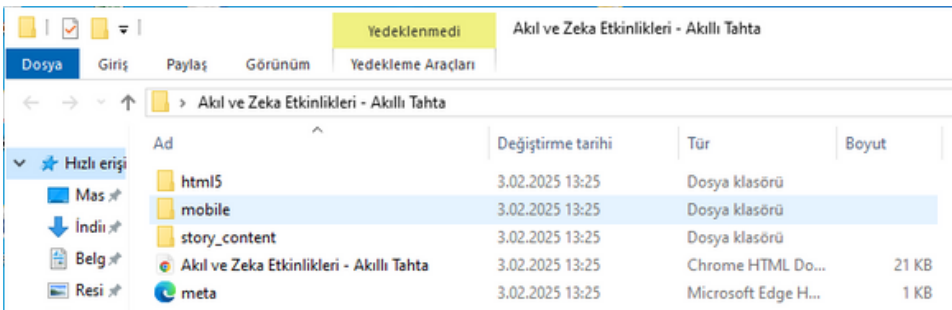 Yedeklenmedi Akıl ve Zeka Etkinlikleri - Akıllı Tahta
Dosya Giriş Paylaş Görünüm Yedekleme Araçları
Akıl ve Zeka Etkinlikleri - Akıllı Tahta
Ad Değiştirme tarihi Tür Boyut
Hızlı erişi
html5 3.02.2025 13:25 Dosya klasörü
Mas mobile 3.02.2025 13:25 Dosya klasörü
İndiı story_content 3.02.2025 13:25 Dosya klasörü
Belg Akıl ve Zeka Etkinlikleri - Akıllı Tahta 3.02.2025 13:25 Chrome HTML Do... 21 KB
Resi meta 3.02.2025 13:25 Microsoft Edge H... 1 KB